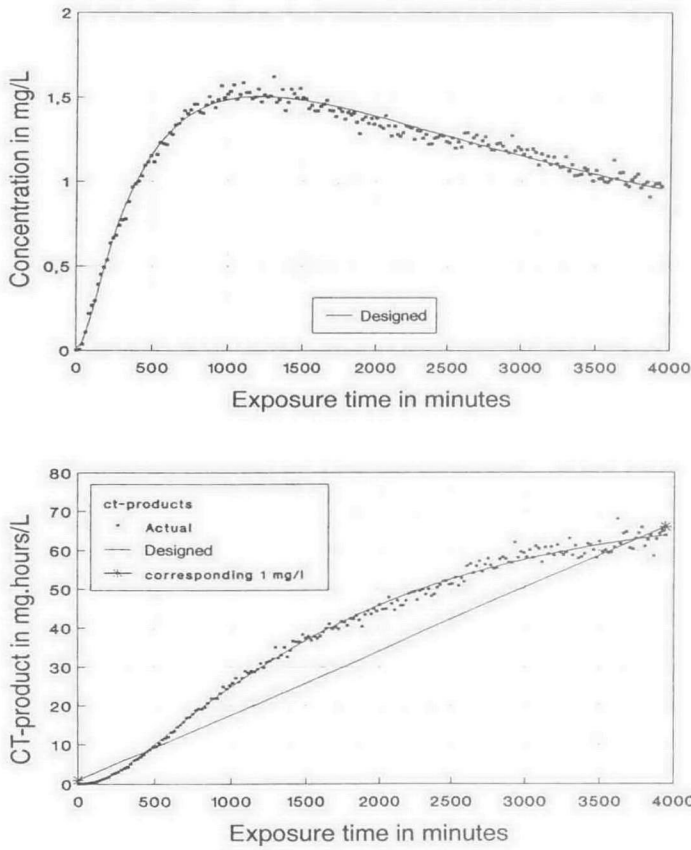 2
1,5
1
0,5
0
Concentration in mg/L
Designed
0 500 1000 1500 2000 2500 3000 3500 4000
Exposure time in minutes
80
70
60
50
40
30
20
10
0
CT-product in mg.hours/L
ct-products
Actual
Designed
corresponding 1 mg/l
0 500 1000 1500 2000 2500 3000 3500 4000
Exposure time in minutes